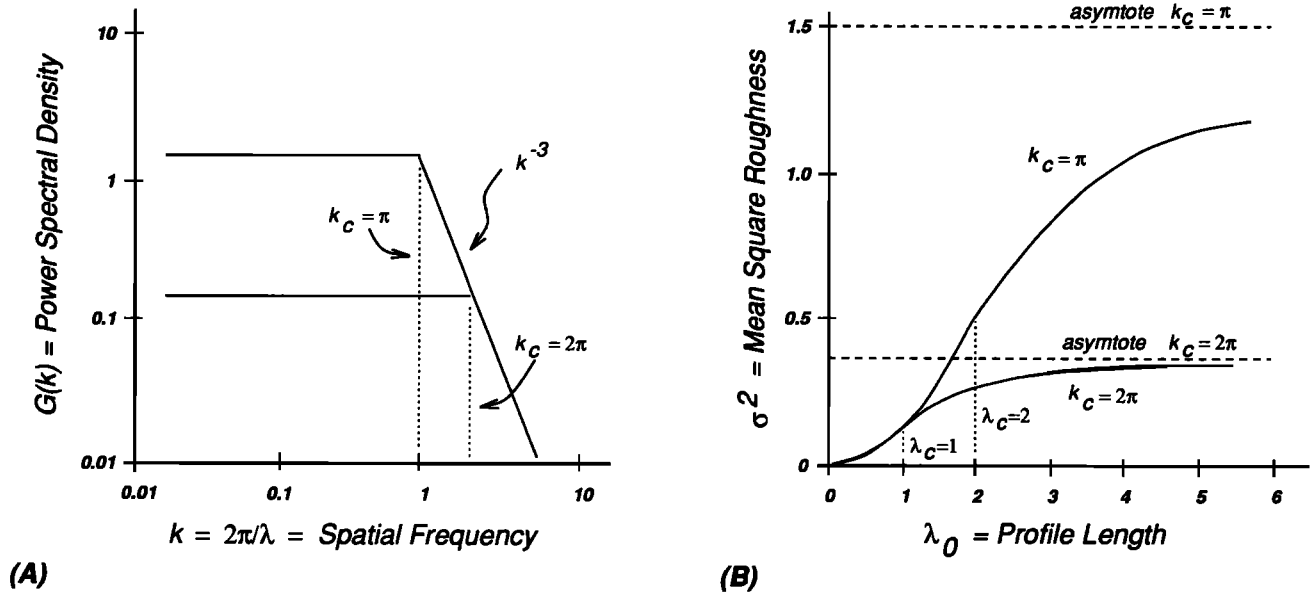 10
1
0.1
0.01
G(k) = Power Spectral Density
k_c = π
k^-3
k_c = 2π
0.01
0.1
1
10
k = 2π/λ = Spatial Frequency
(A)
asymtote k_c = π
1.5
1.0
0.5
0
σ^2 = Mean Square Roughness
k_c = π
asymtote k_c = 2π
k_c = 2π
λ_c=2
λ_c=1
0
1
2
3
4
5
6
λ_0 = Profile Length
(B)